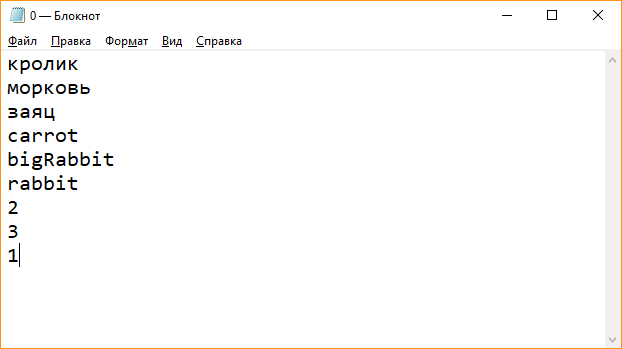 0 — Блокнот
Файл Правка Формат Вид Справка
кролик
морковь
заяц
carrot
bigRabbit
rabbit
2
3
1